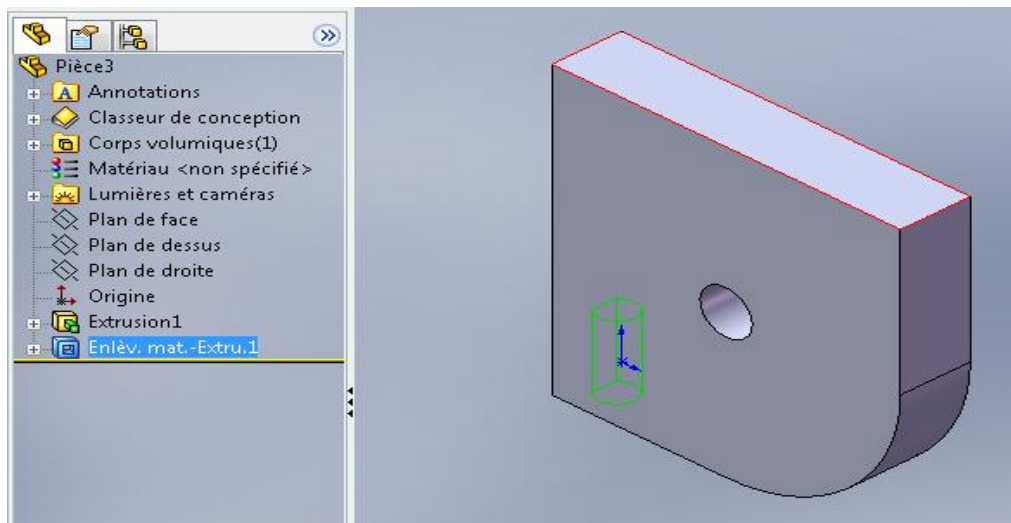 Pièce3
A Annotations
Classeur de conception
Corps volumiques(1)
Matériau <non spécifié>
Lumières et caméras
Plan de face
Plan de dessus
Plan de droite
Origine
Extrusion1
Enlèv. mat.-Extru.1